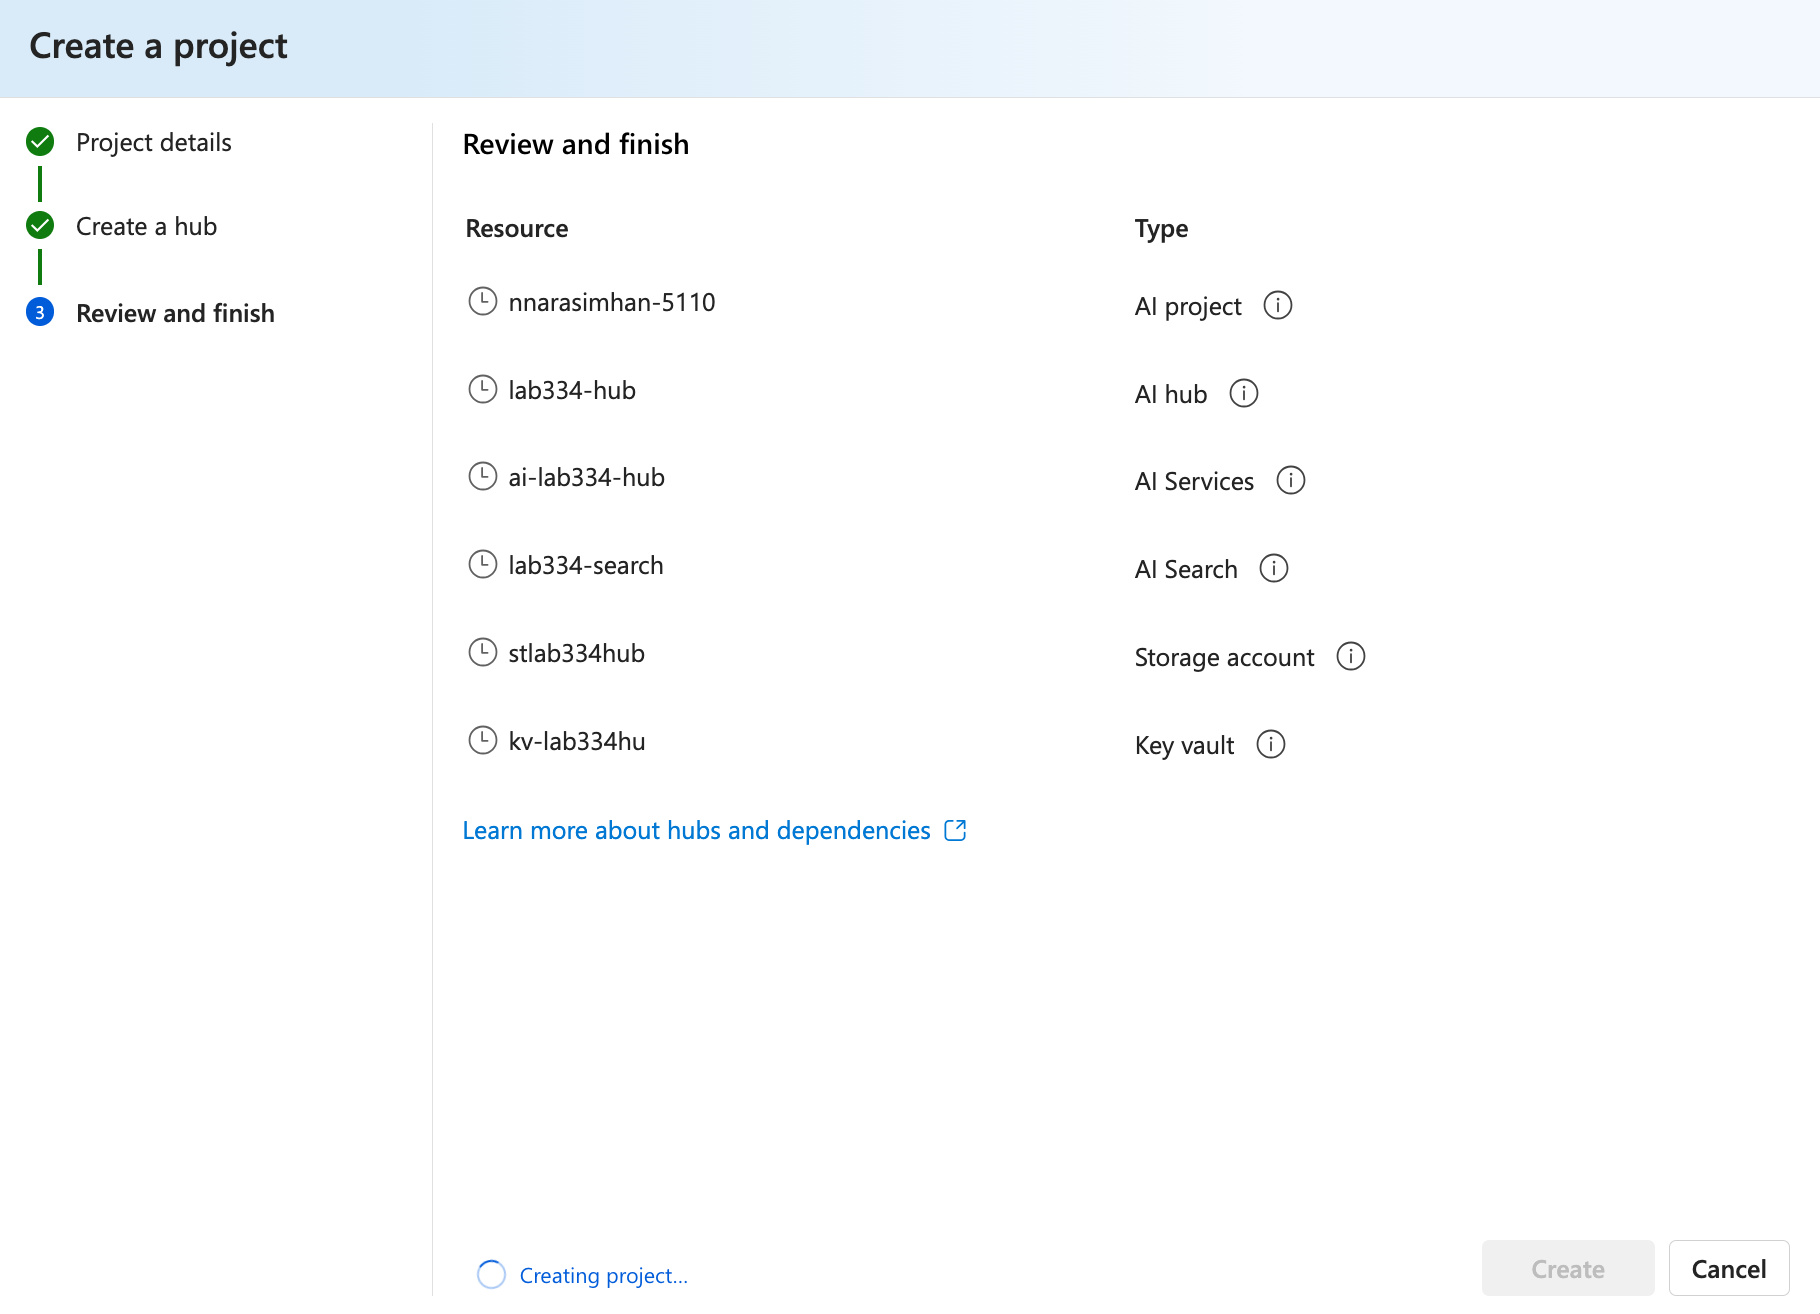 Create a project
Project details
Create a hub
3 Review and finish
Review and finish
Resource Type
nnarasimhan-5110 AI project
lab334-hub AI hub
ai-lab334-hub AI Services
lab334-search AI Search
stlab334hub Storage account
kv-lab334hu Key vault
Learn more about hubs and dependencies
Creating project...
Create Cancel